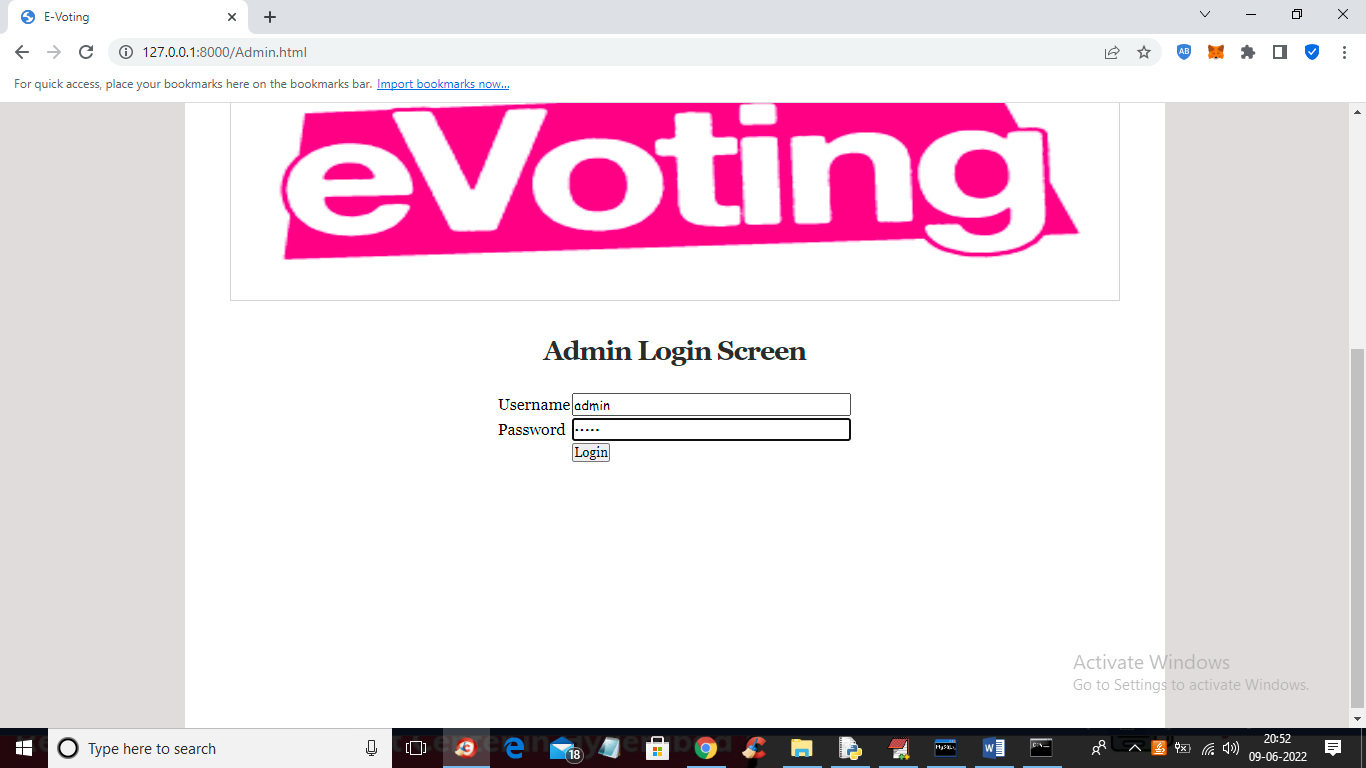 E-Voting
127.0.0.1:8000/Admin.html
For quick access, place your bookmarks here on the bookmarks bar. Import bookmarks now...
eVoting
Admin Login Screen
Username admin
Password •••••
Login
Activate Windows
Go to Settings to activate Windows.
Type here to search
18
MySQL
20:52
09-06-2022